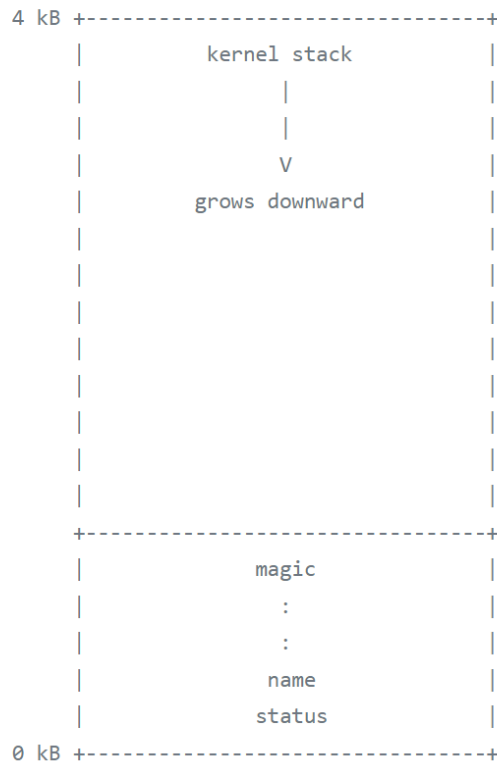 4 kB +---------------------------------+
     |          kernel stack           |
     |                |                |
     |                |                |
     |                V                |
     |         grows downward          |
     |                                 |
     |                                 |
     |                                 |
     |                                 |
     |                                 |
     |                                 |
     |                                 |
     |                                 |
     +---------------------------------+
     |              magic              |
     |                :                |
     |                :                |
     |               name              |
     |              status             |
0 kB +---------------------------------+